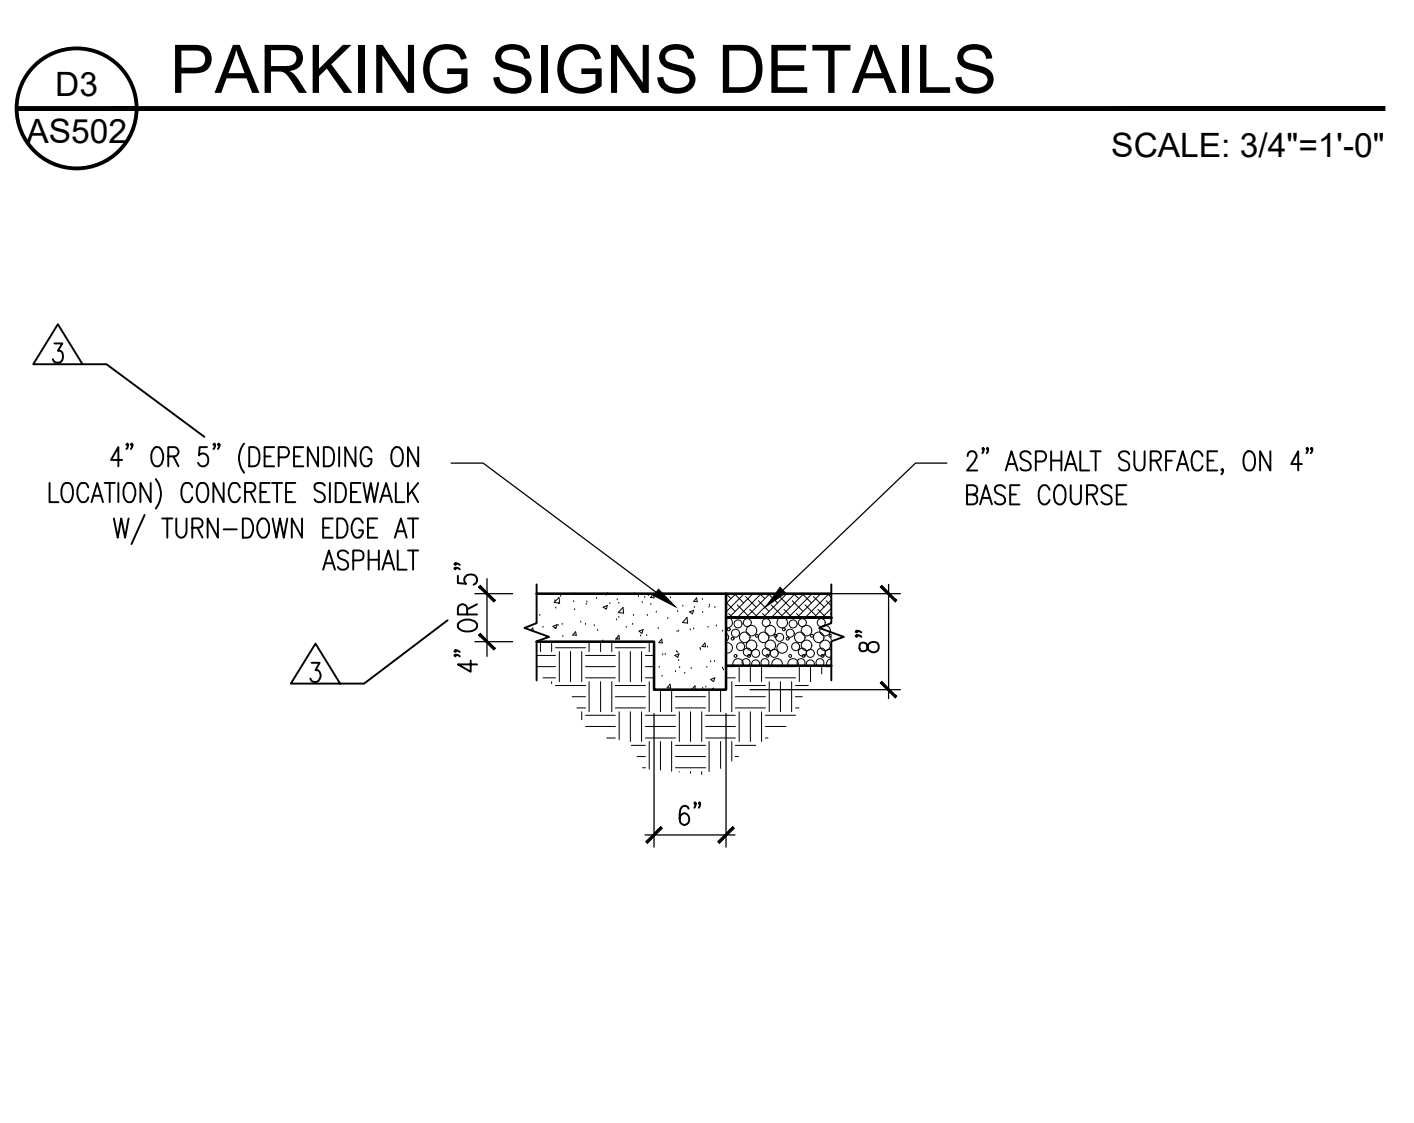 D3
AS502
PARKING SIGNS DETAILS
SCALE: 3/4"=1'-0"
3
4” OR 5” (DEPENDING ON
LOCATION) CONCRETE SIDEWALK
W/ TURN-DOWN EDGE AT
ASPHALT
2” ASPHALT SURFACE, ON 4”
BASE COURSE
4” OR 5”
8”
3
6”